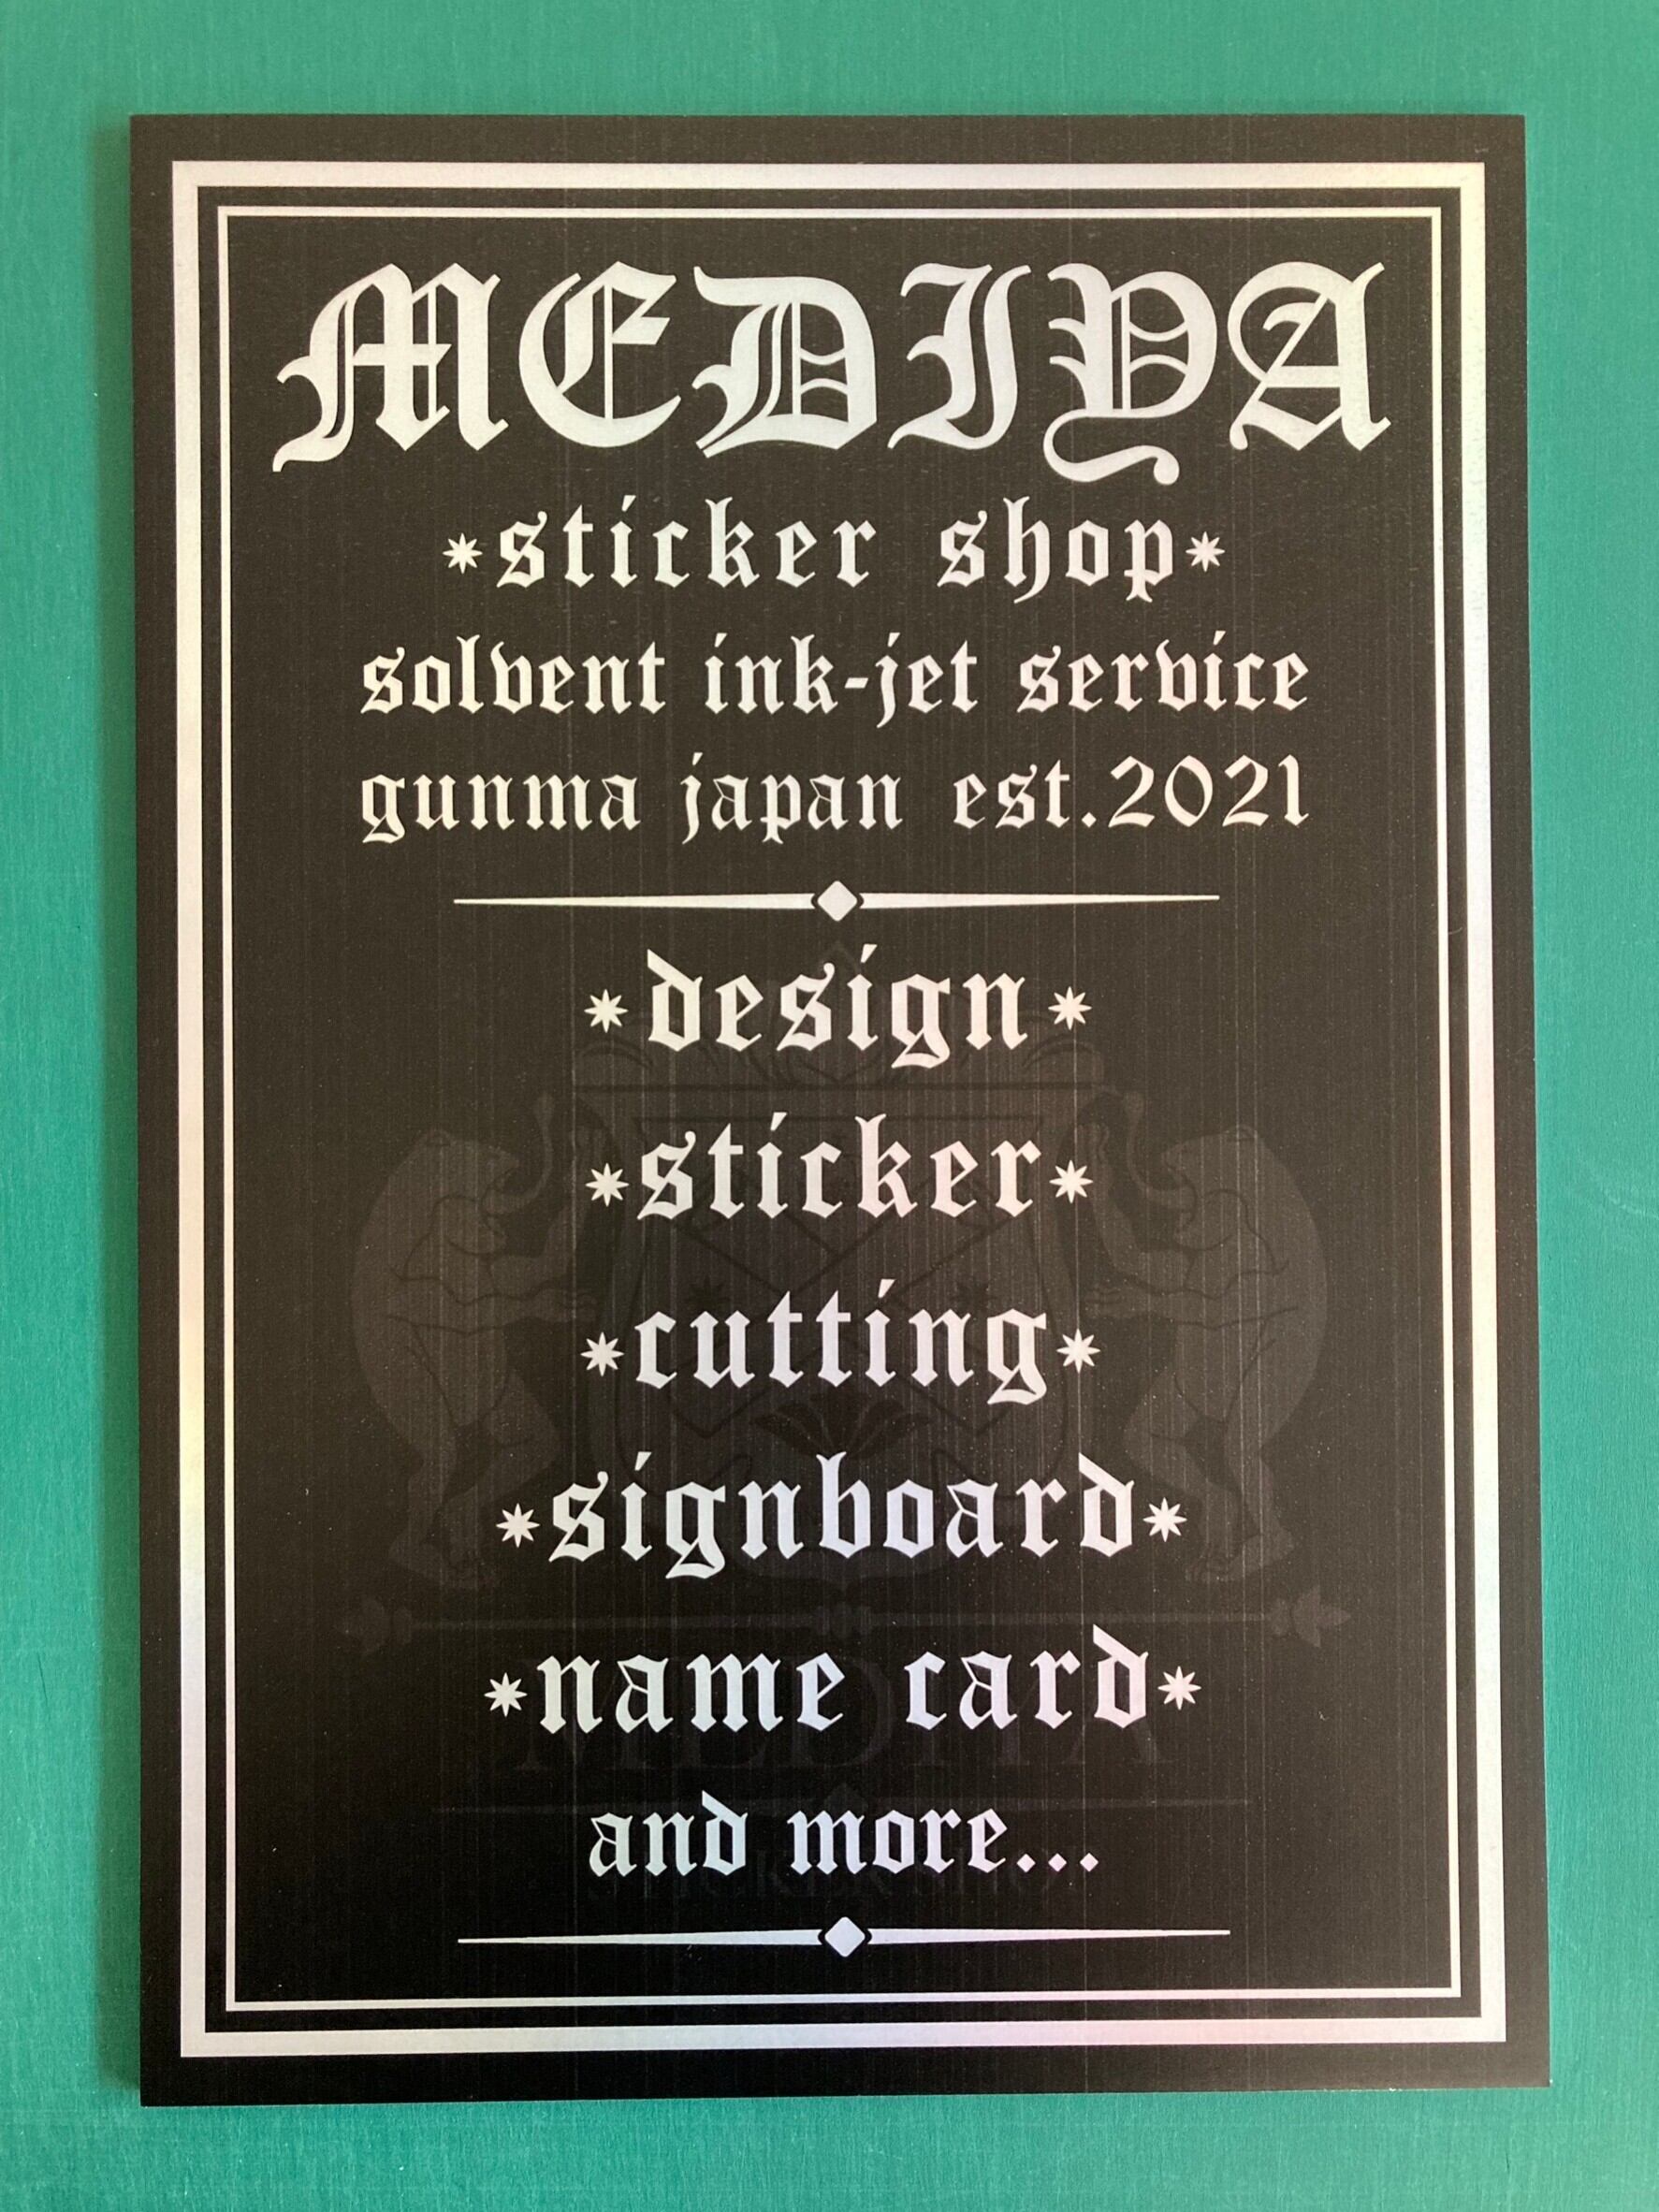 MEDIYA
*sticker shop*
solvent ink-jet service
gunma japan est.2021
*design*
*sticker*
*cutting*
*signboard*
*name card*
MEDIYA
and more...